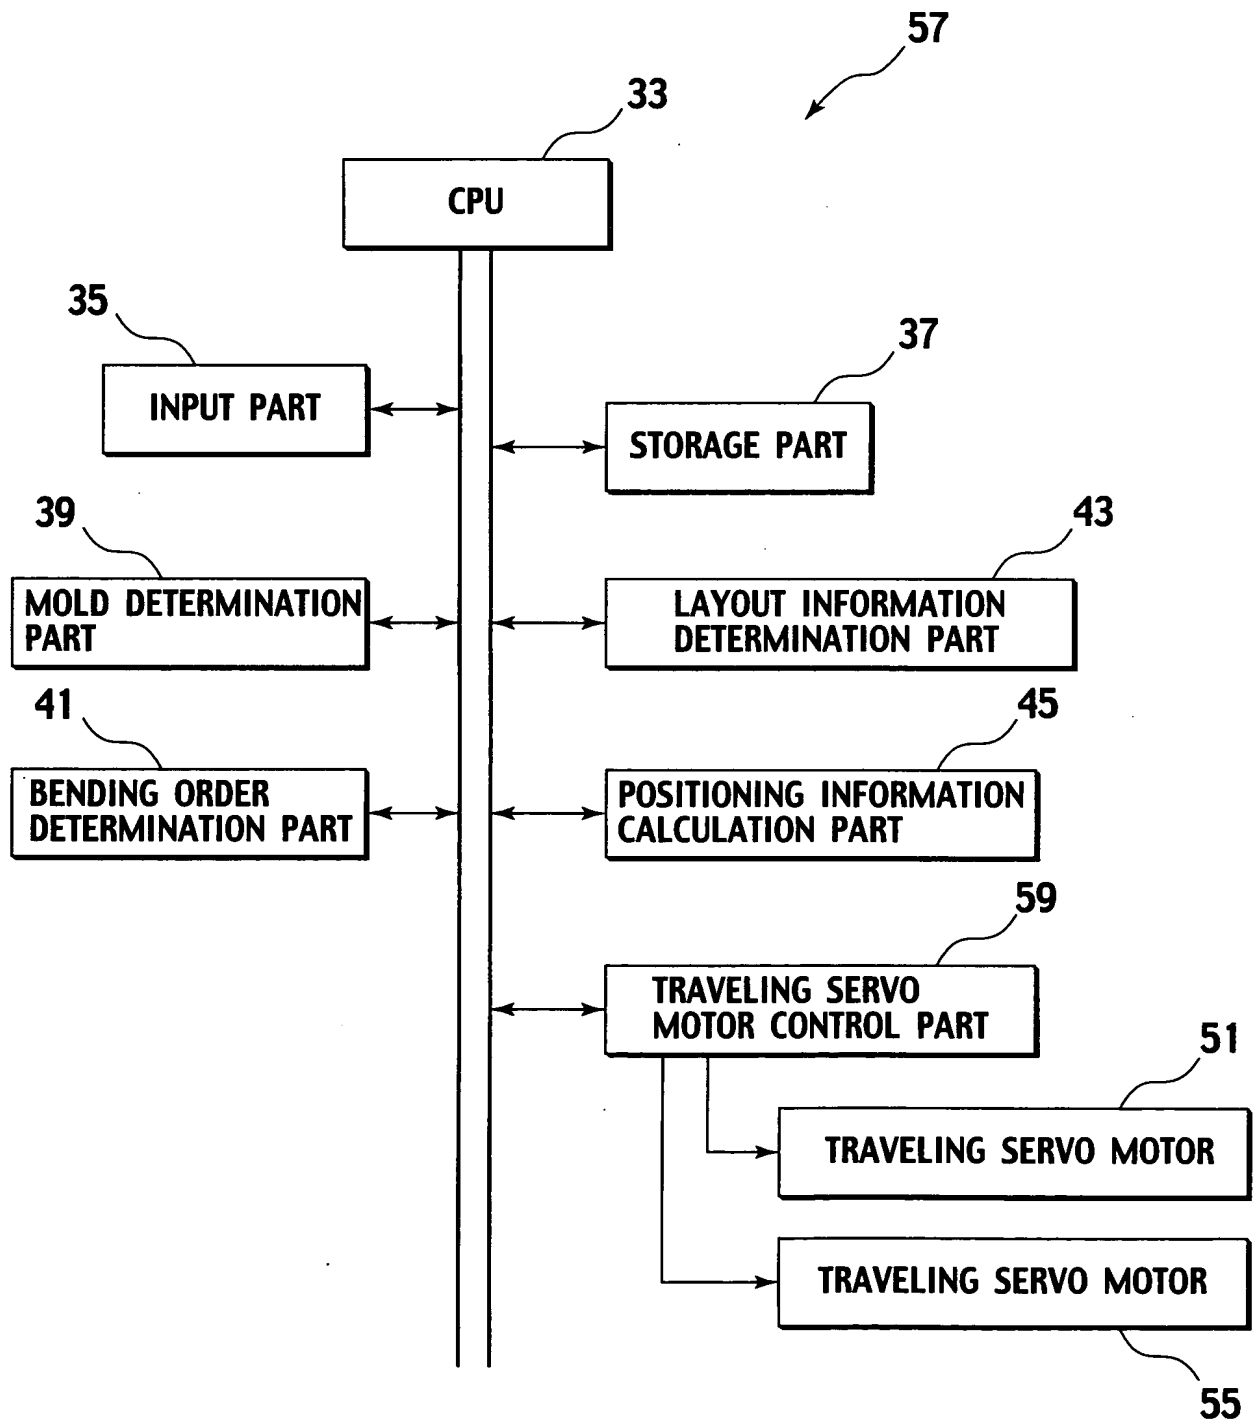 57
33
CPU
35
INPUT PART
37
STORAGE PART
39
MOLD DETERMINATION
PART
43
LAYOUT INFORMATION
DETERMINATION PART
41
BENDING ORDER
DETERMINATION PART
45
POSITIONING INFORMATION
CALCULATION PART
59
TRAVELING SERVO
MOTOR CONTROL PART
51
TRAVELING SERVO MOTOR
TRAVELING SERVO MOTOR
55